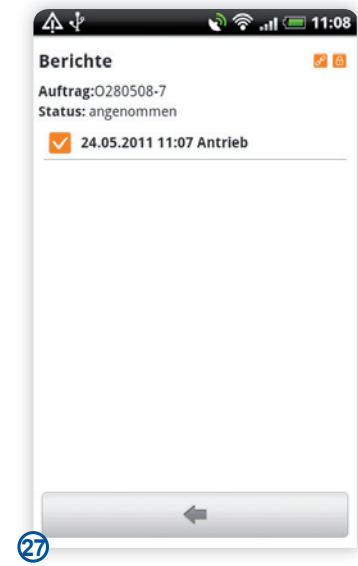 11:08
Berichte
Auftrag:O280508-7
Status: angenommen
24.05.2011 11:07 Antrieb
27